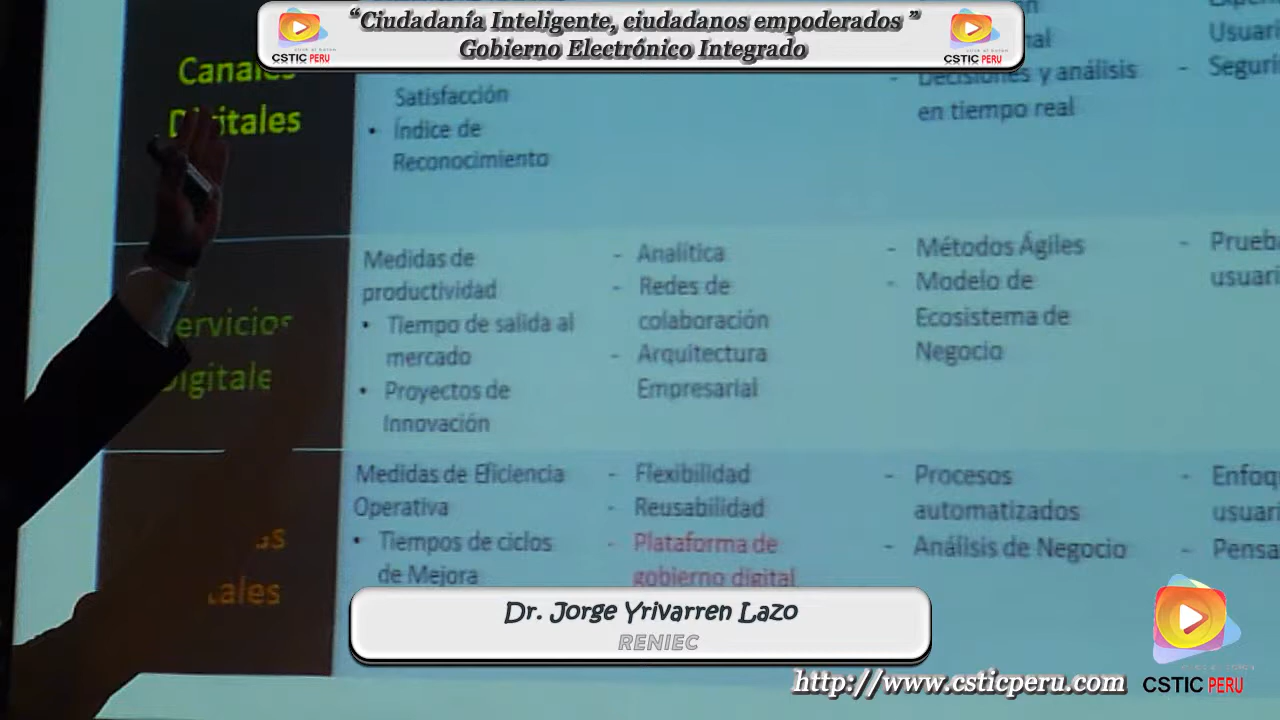 “Ciudadanía Inteligente, ciudadanos empoderados ”
Gobierno Electrónico Integrado
CSTIC PERU
CSTIC PERU
Canales
Digitales
Satisfacción
• Índice de
Reconocimiento
- Decisiones y análisis
en tiempo real
Medidas de
productividad
• Tiempo de salida al
mercado
• Proyectos de
Innovación
- Analítica
- Redes de
colaboración
- Arquitectura
Empresarial
- Métodos Ágiles
- Modelo de
Ecosistema de
Negocio
Medidas de Eficiencia
Operativa
• Tiempos de ciclos
de Mejora
- Flexibilidad
- Reusabilidad
- Plataforma de
gobierno digital
- Procesos
automatizados
- Análisis de Negocio
Dr. Jorge Yrivarren Lazo
RENIEC
http://www.csticperu.com
CSTIC PERU